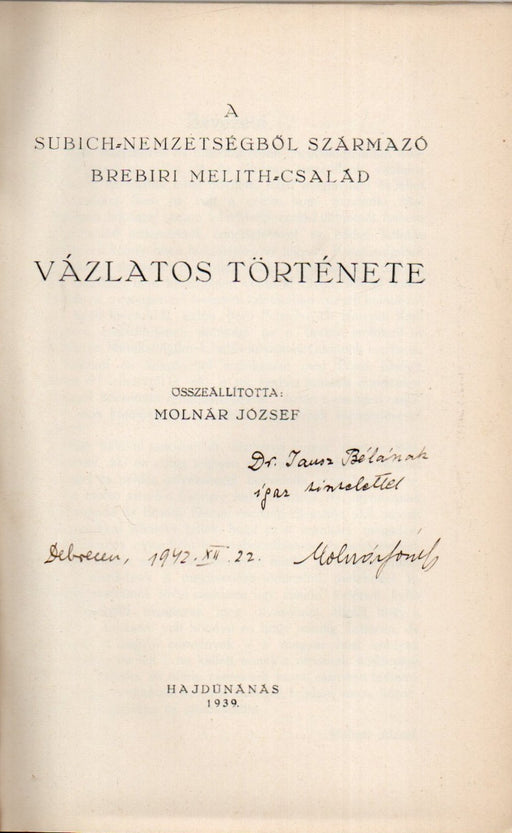 A
SUBICH-NEMZETSÉGBŐL SZÁRMAZÓ
BREBIRI MELITH-CSALÁD
VÁZLATOS TÖRTÉNETE
ÖSSZEÁLLÍTOTTA:
MOLNÁR JÓZSEF
Dr. Jausz Bélának
igaz tisztelettel
Debrecen, 1942. XII. 22. Molnár József
HAJDÚNÁNÁS
1939.